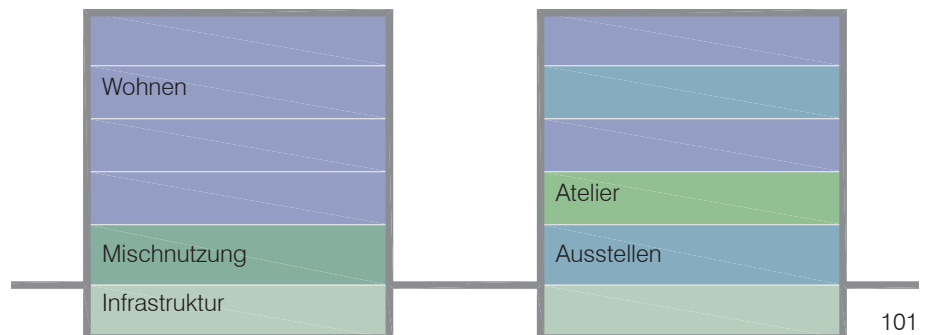 Wohnen
Mischnutzung
Infrastruktur
Atelier
Ausstellen
101